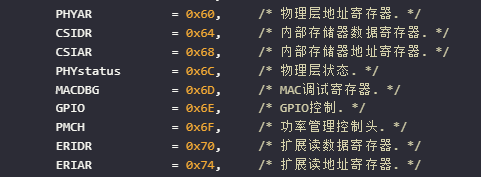 PHYAR = 0x60, /* 物理层地址寄存器. */
CSIDR = 0x64, /* 内部存储器数据寄存器. */
CSIAR = 0x68, /* 内部存储器地址寄存器. */
PHYstatus = 0x6C, /* 物理层状态. */
MACDBG = 0x6D, /* MAC调试寄存器. */
GPIO = 0x6E, /* GPIO控制. */
PMCH = 0x6F, /* 功率管理控制头. */
ERIDR = 0x70, /* 扩展读数据寄存器. */
ERIAR = 0x74, /* 扩展读地址寄存器. */